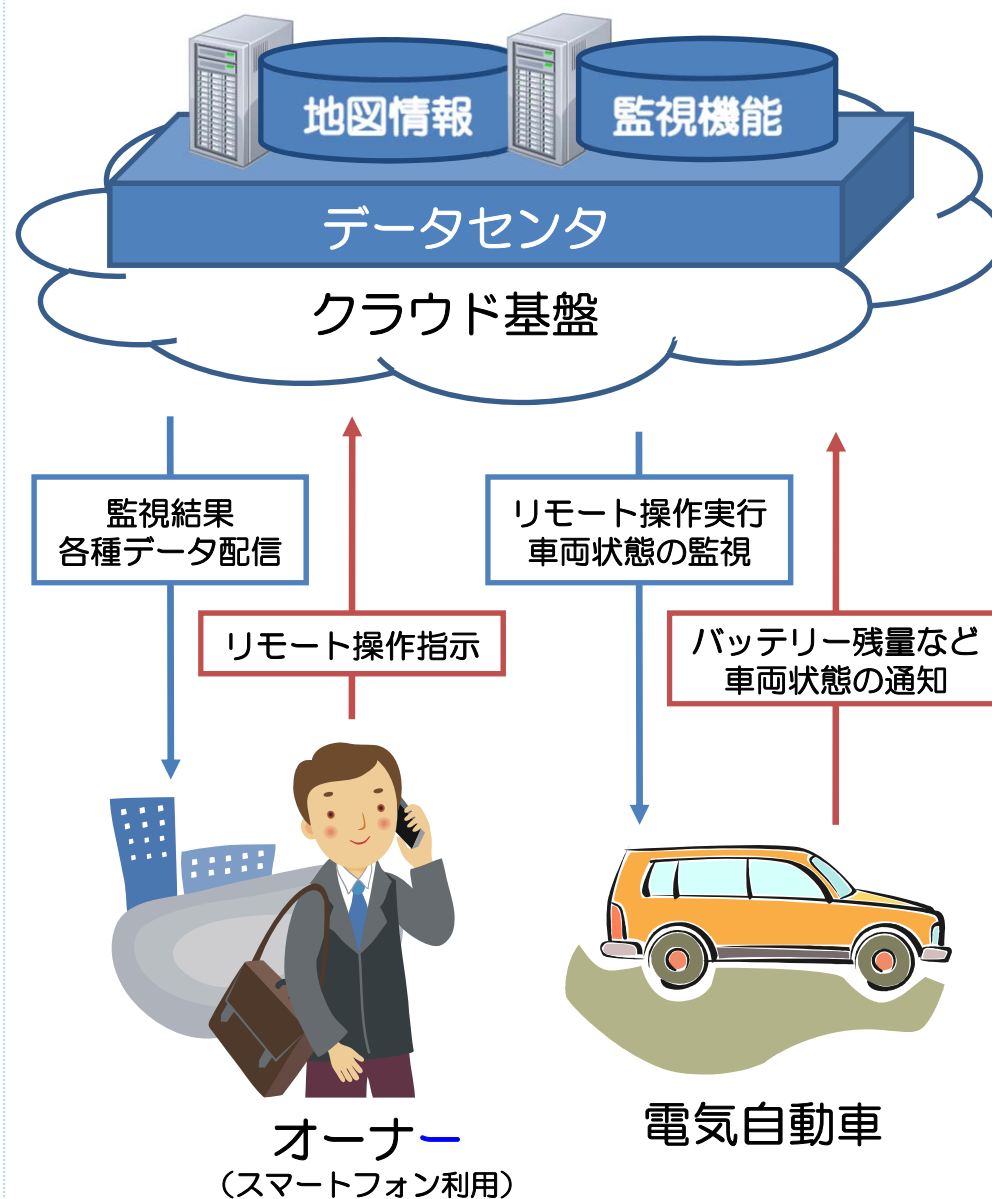 地図情報
監視機能
データセンタ
クラウド基盤
監視結果
各種データ配信
リモート操作実行
車両状態の監視
リモート操作指示
バッテリー残量など
車両状態の通知
オーナー
（スマートフォン利用）
電気自動車